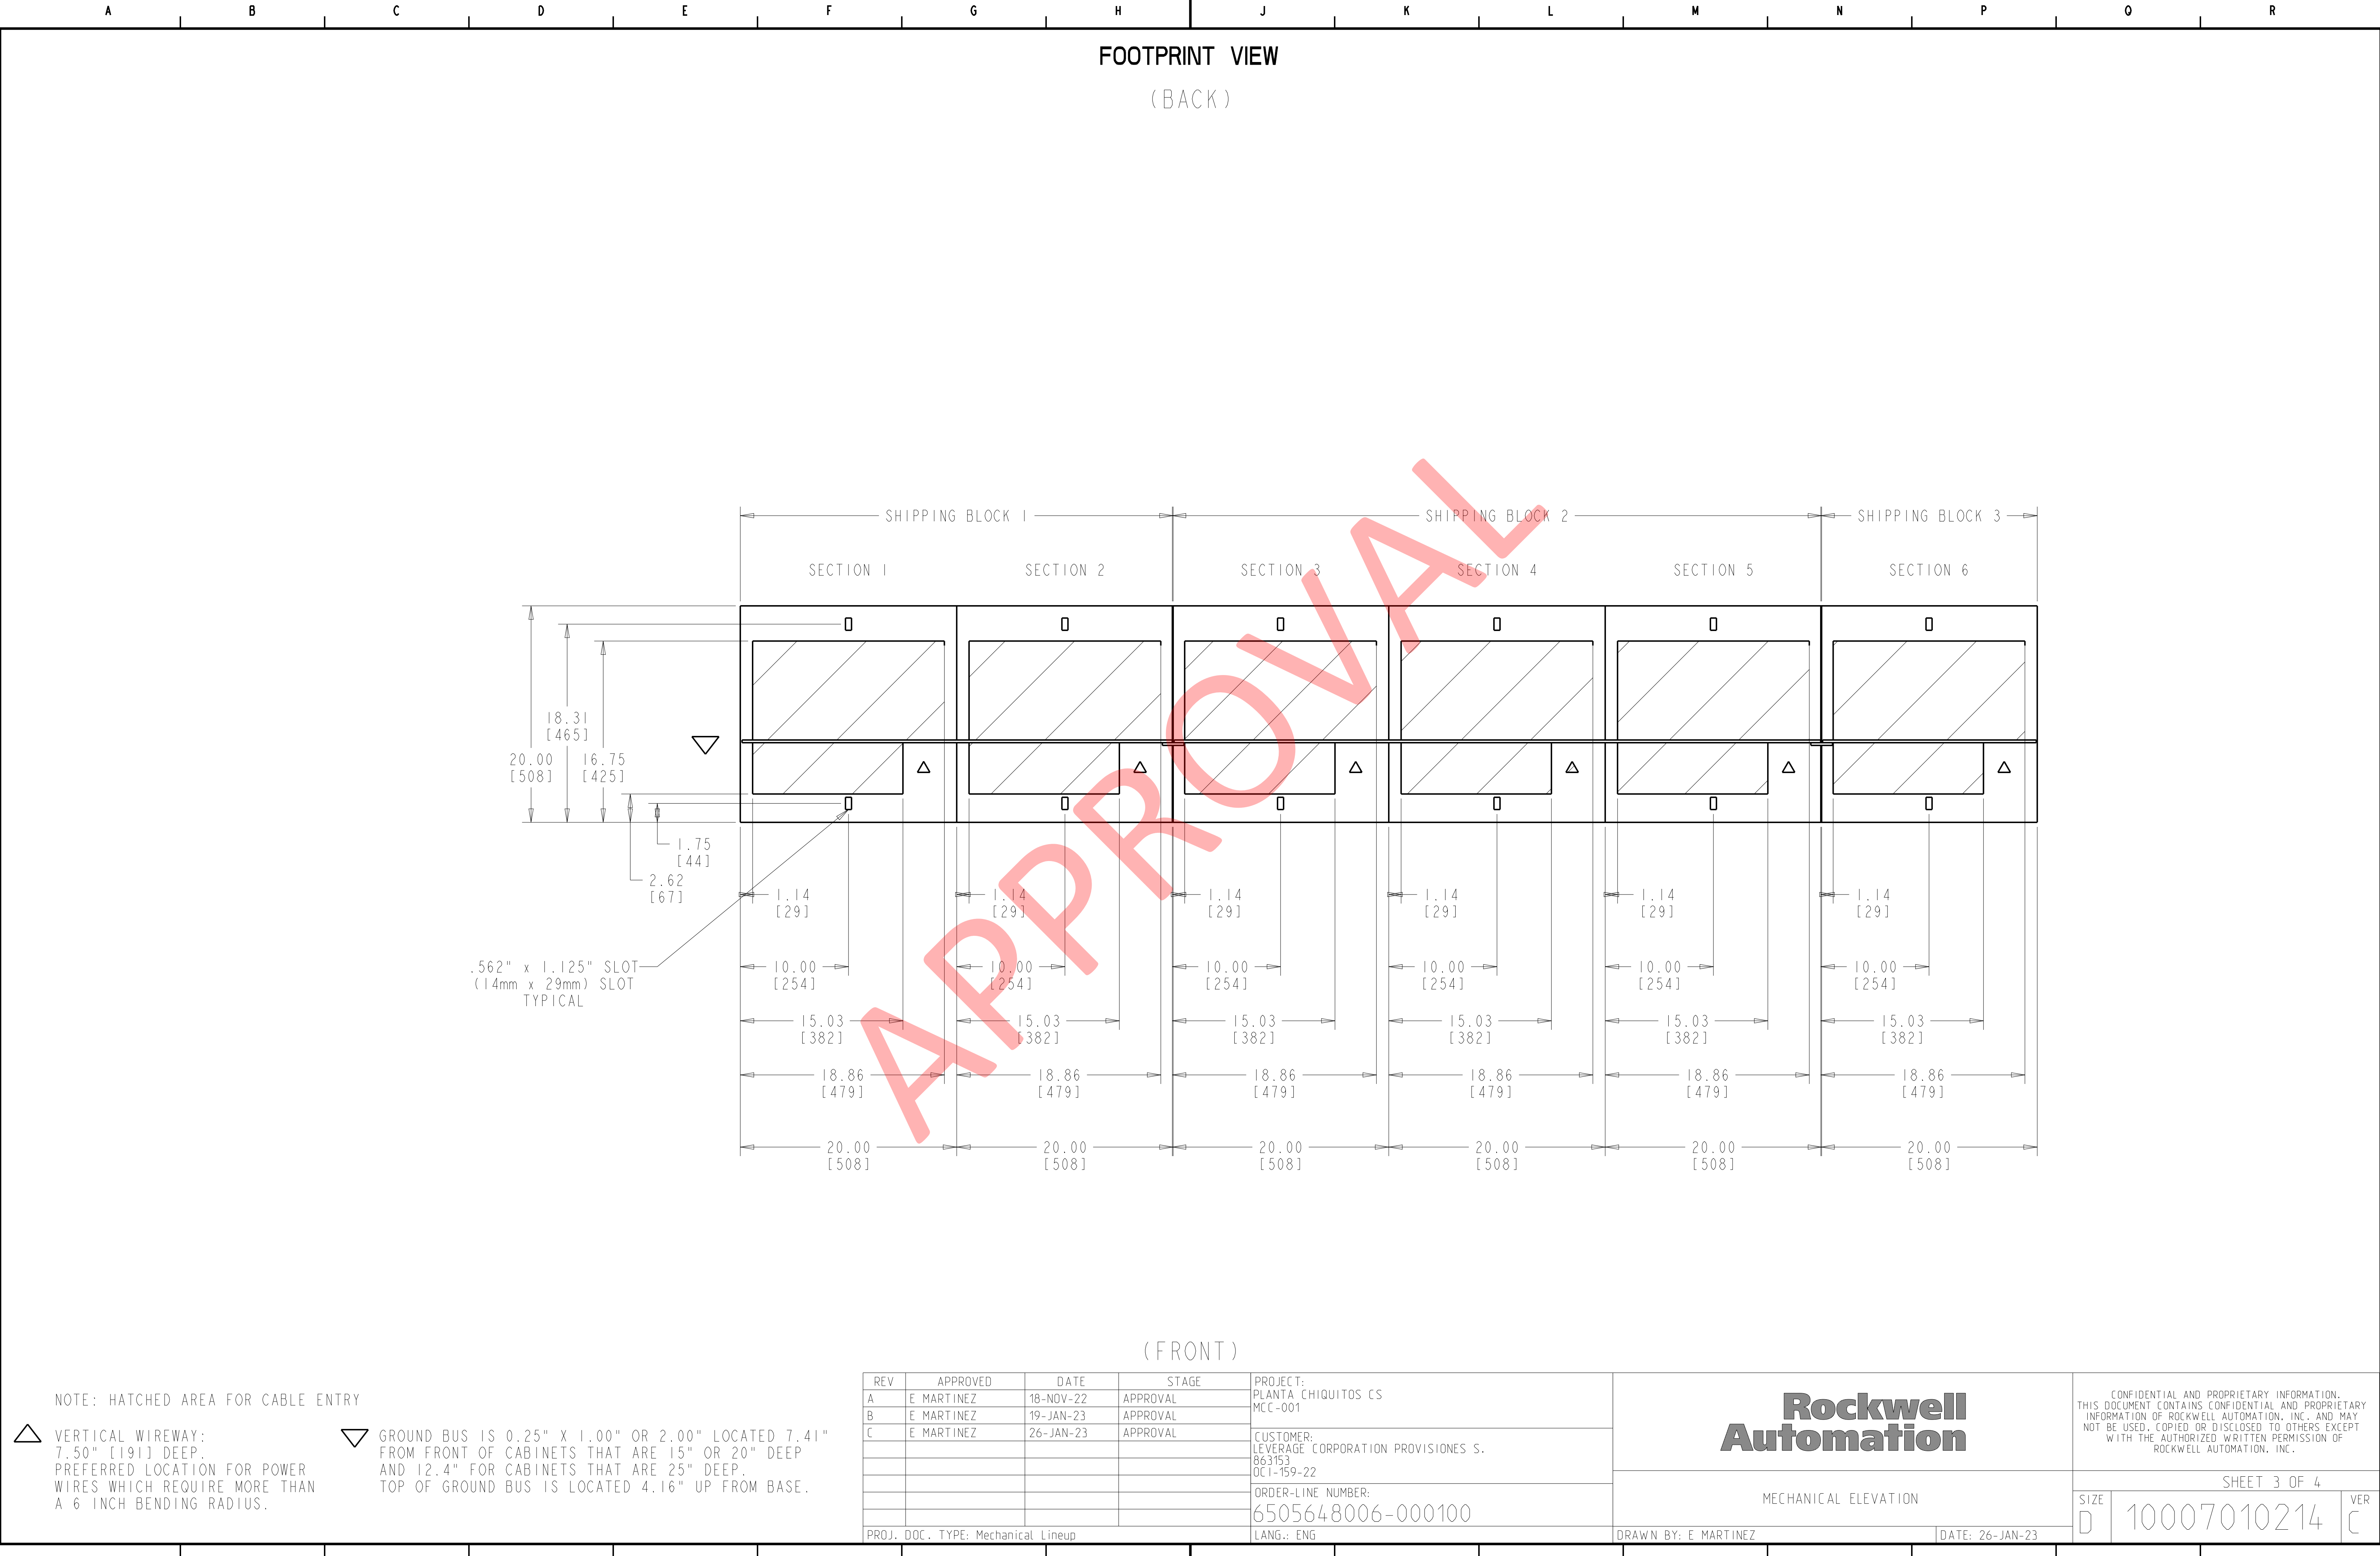 A B C D E F G H J K L M N P Q R
FOOTPRINT VIEW
(BACK)
SHIPPING BLOCK 1 SHIPPING BLOCK 2 SHIPPING BLOCK 3
SECTION 1 SECTION 2 SECTION 3 SECTION 4 SECTION 5 SECTION 6
18.31
[465]
20.00 16.75
[508] [425]
1.75
[44]
2.62
[67]
.562" x 1.125" SLOT
(14mm x 29mm) SLOT
TYPICAL
1.14 1.14 1.14 1.14 1.14 1.14
[29] [29] [29] [29] [29] [29]
10.00 10.00 10.00 10.00 10.00 10.00
[254] [254] [254] [254] [254] [254]
15.03 15.03 15.03 15.03 15.03 15.03
[382] [382] [382] [382] [382] [382]
18.86 18.86 18.86 18.86 18.86 18.86
[479] [479] [479] [479] [479] [479]
20.00 20.00 20.00 20.00 20.00 20.00
[508] [508] [508] [508] [508] [508]
APPROVAL
(FRONT)
NOTE: HATCHED AREA FOR CABLE ENTRY
VERTICAL WIREWAY:
7.50" [191] DEEP.
PREFERRED LOCATION FOR POWER
WIRES WHICH REQUIRE MORE THAN
A 6 INCH BENDING RADIUS.
GROUND BUS IS 0.25" X 1.00" OR 2.00" LOCATED 7.41"
FROM FRONT OF CABINETS THAT ARE 15" OR 20" DEEP
AND 12.4" FOR CABINETS THAT ARE 25" DEEP.
TOP OF GROUND BUS IS LOCATED 4.16" UP FROM BASE.
REV APPROVED DATE STAGE
A E MARTINEZ 18-NOV-22 APPROVAL
B E MARTINEZ 19-JAN-23 APPROVAL
C E MARTINEZ 26-JAN-23 APPROVAL
PROJ. DOC. TYPE: Mechanical Lineup
PROJECT:
PLANTA CHIQUITOS CS
MCC-001
CUSTOMER:
LEVERAGE CORPORATION PROVISIONES S.
863153
OCI-159-22
ORDER-LINE NUMBER:
6505648006-000100
LANG.: ENG
Rockwell
Automation
MECHANICAL ELEVATION
DRAWN BY: E MARTINEZ DATE: 26-JAN-23
CONFIDENTIAL AND PROPRIETARY INFORMATION.
THIS DOCUMENT CONTAINS CONFIDENTIAL AND PROPRIETARY
INFORMATION OF ROCKWELL AUTOMATION, INC. AND MAY
NOT BE USED, COPIED OR DISCLOSED TO OTHERS EXCEPT
WITH THE AUTHORIZED WRITTEN PERMISSION OF
ROCKWELL AUTOMATION, INC.
SHEET 3 OF 4
SIZE VER
D 10007010214 C